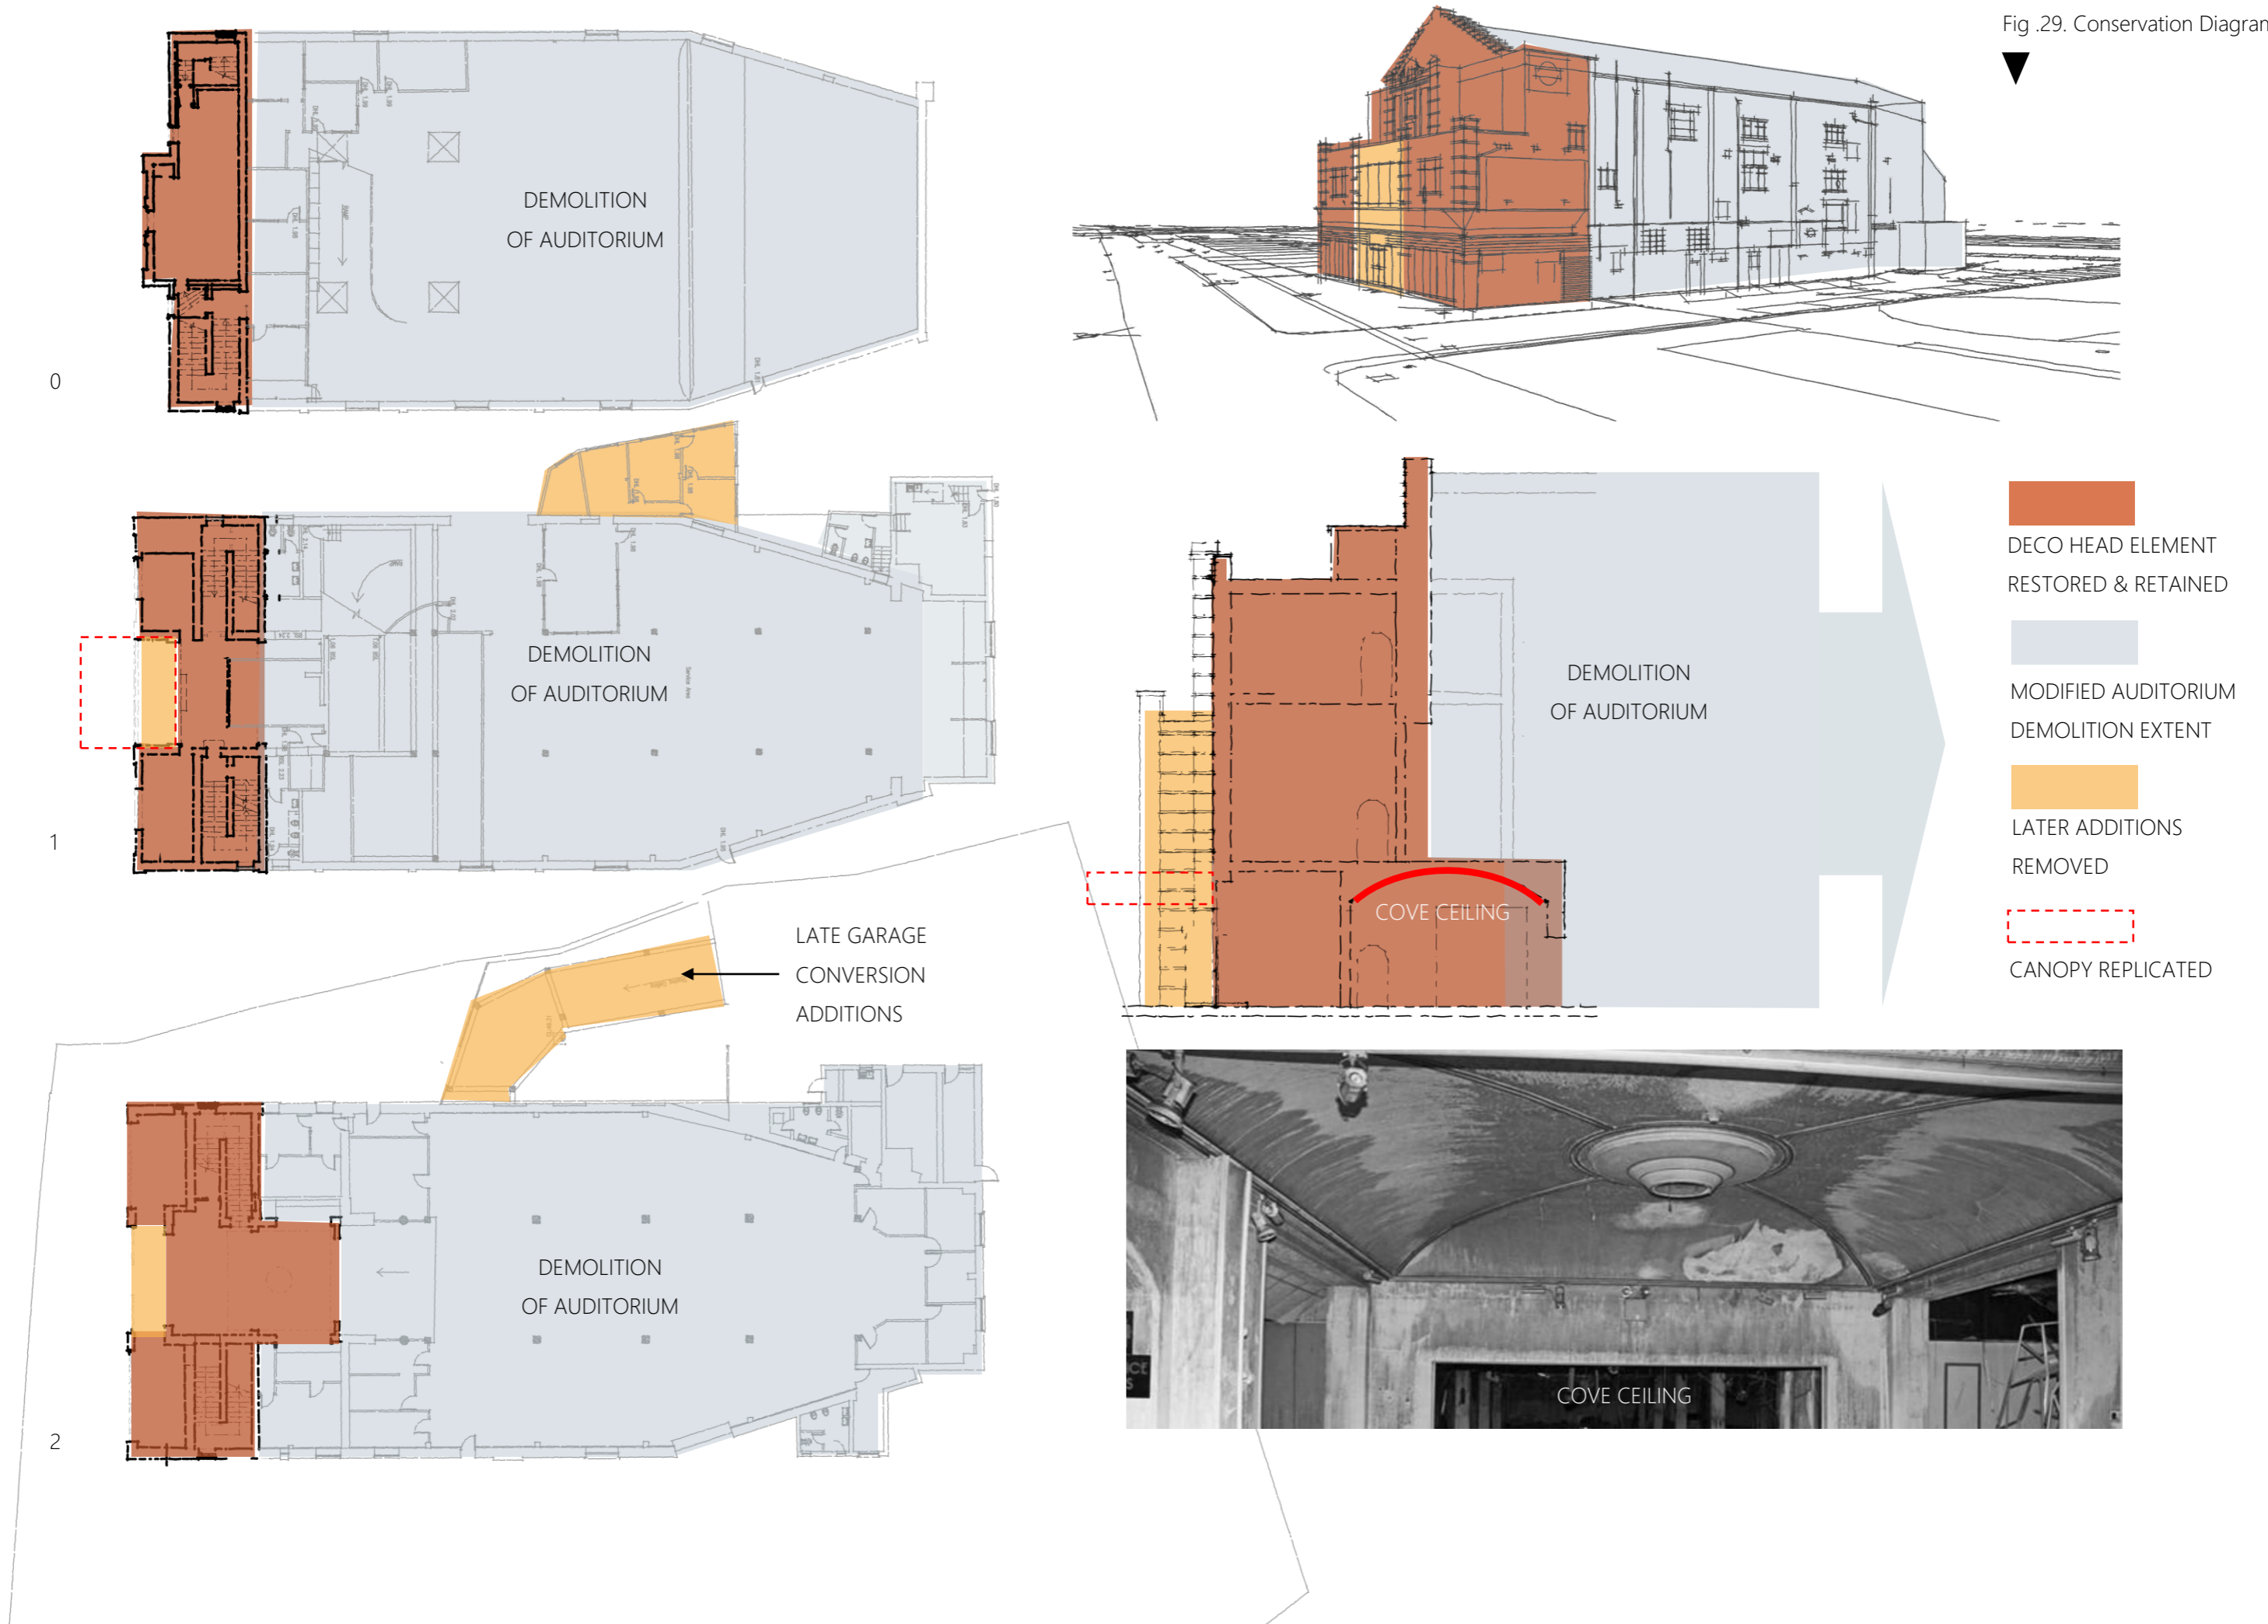 Fig .29. Conservation Diagram
DEMOLITION
OF AUDITORIUM
0
DEMOLITION
OF AUDITORIUM
Service Area
1
LATE GARAGE
CONVERSION
ADDITIONS
DEMOLITION
OF AUDITORIUM
2
DEMOLITION
OF AUDITORIUM
COVE CEILING
DECO HEAD ELEMENT
RESTORED & RETAINED
MODIFIED AUDITORIUM
DEMOLITION EXTENT
LATER ADDITIONS
REMOVED
CANOPY REPLICATED
COVE CEILING